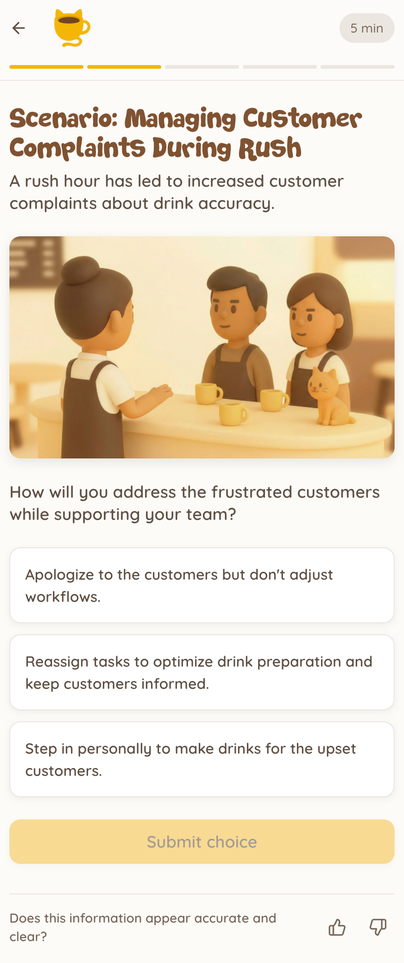 5 min
Scenario: Managing Customer
Complaints During Rush
A rush hour has led to increased customer
complaints about drink accuracy.
How will you address the frustrated customers
while supporting your team?
Apologize to the customers but don't adjust
workflows.
Reassign tasks to optimize drink preparation and
keep customers informed.
Step in personally to make drinks for the upset
customers.
Submit choice
Does this information appear accurate and
clear?